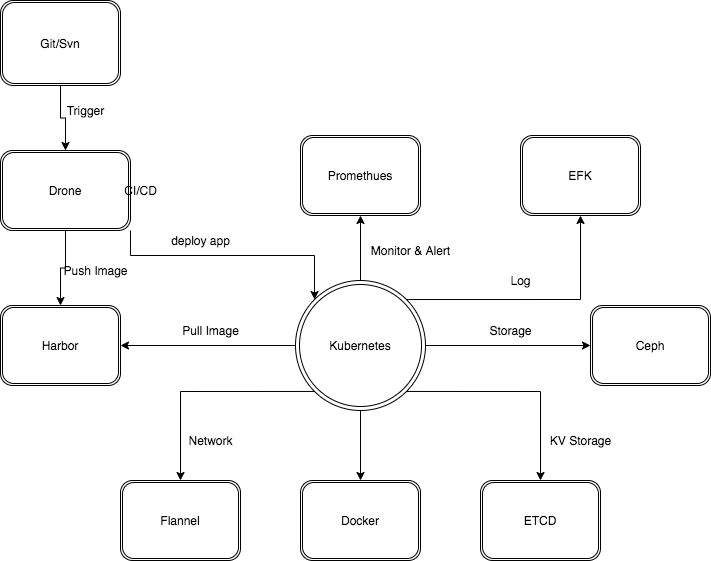 Git/Svn
Trigger
Drone
CI/CD
Promethues
EFK
deploy app
Monitor & Alert
Push Image
Log
Harbor
Pull Image
Kubernetes
Storage
Ceph
Network
KV Storage
Flannel
Docker
ETCD